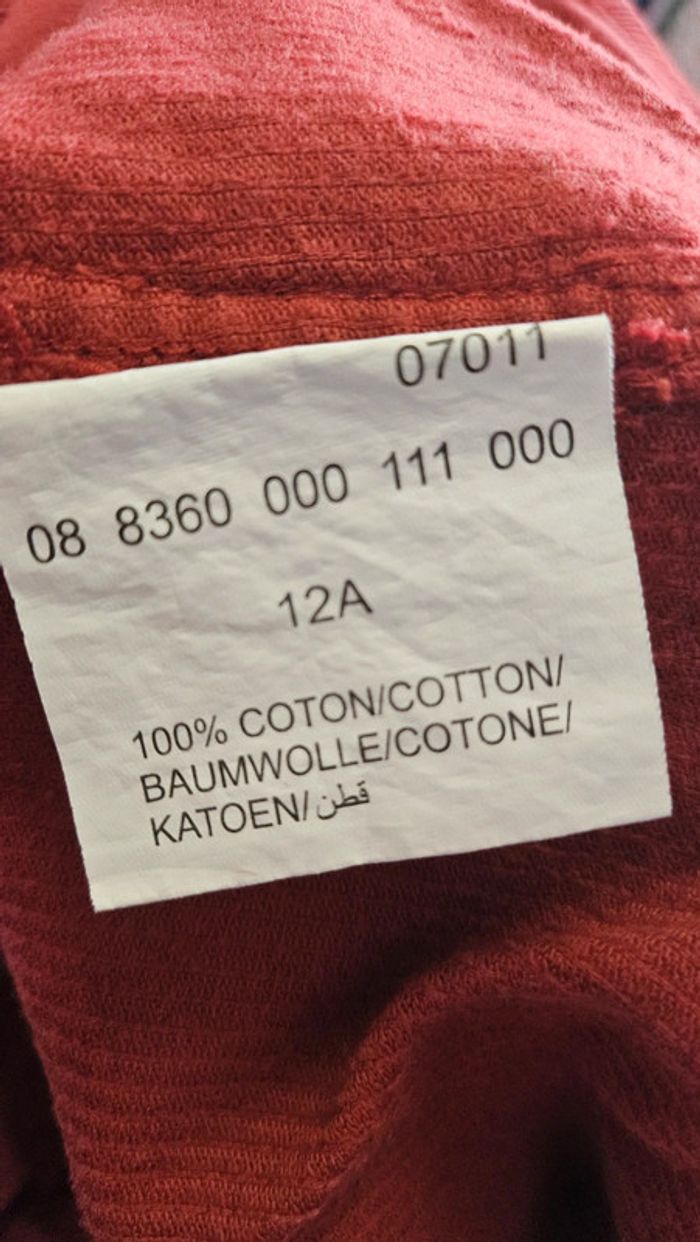 07011
08 8360 000 111 000
12A
100% COTON/COTTON/
BAUMWOLLE/COTONE/
KATOEN/قطن